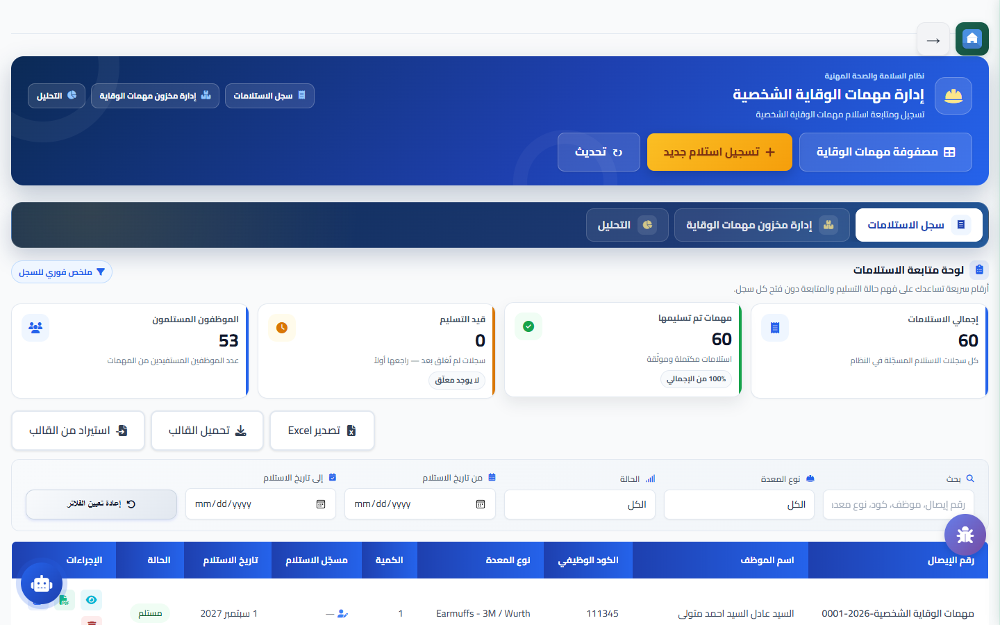 →
نظام السلامة والصحة المهنية
إدارة مهمات الوقاية الشخصية
تسجيل ومتابعة استلام مهمات الوقاية الشخصية
سجل الاستلامات
إدارة مخزون مهمات الوقاية
التحليل
مصفوفة مهمات الوقاية
+ تسجيل استلام جديد
↻ تحديث
سجل الاستلامات
إدارة مخزون مهمات الوقاية
التحليل
لوحة متابعة الاستلامات
أرقام سريعة تساعدك على فهم حالة التسليم والمتابعة دون فتح كل سجل.
ملخص فوري للسجل
إجمالي الاستلامات
60
كل سجلات الاستلام المسجّلة في النظام
مهمات تم تسليمها
60
استلامات مكتملة وموثّقة
100% من الإجمالي
قيد التسليم
0
سجلات لم تُغلق بعد — راجعها أولاً
لا يوجد معلّق
الموظفون المستلمون
53
عدد الموظفين المستفيدين من المهمات
تصدير Excel
تحميل القالب
استيراد من القالب
بحث
رقم إيصال، موظف، كود، نوع معدة
نوع المعدة
الكل
الحالة
الكل
من تاريخ الاستلام
mm/dd/yyyy
إلى تاريخ الاستلام
mm/dd/yyyy
إعادة تعيين الفلاتر
رقم الإيصال اسم الموظف الكود الوظيفي نوع المعدة الكمية مسجّل الاستلام تاريخ الاستلام الحالة الإجراءات
مهمات الوقاية الشخصية-2026-0001 السيد عادل السيد احمد متولى 111345 Earmuffs - 3M / Wurth 1 — 1 سبتمبر 2027 مستلم
PDF